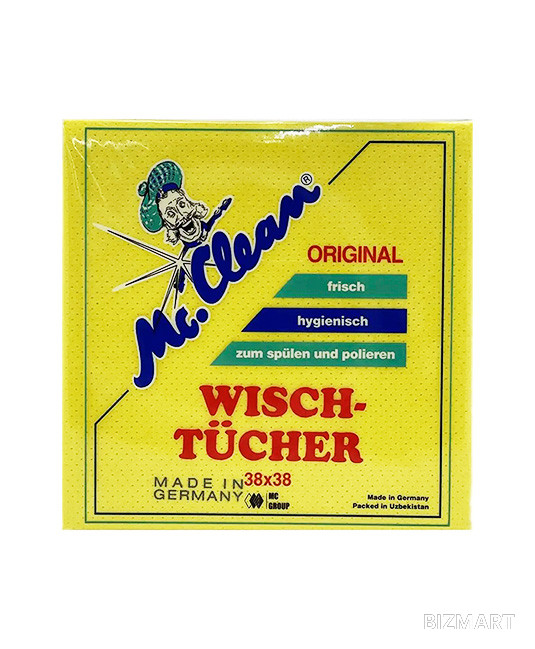 Mc. Clean®
ORIGINAL
frisch
hygienisch
zum spülen und polieren
WISCH-
TÜCHER
38x38
MADE IN
GERMANY
MC
GROUP
Made in Germany
Packed in Uzbekistan
BIZMART